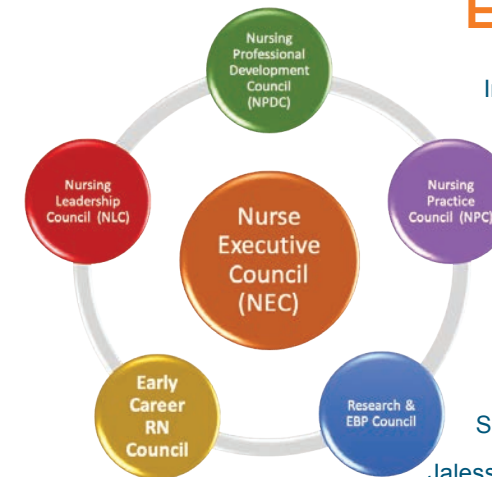 E
I
Nursing
Professional
Development
Council
(NPDC)
Nursing
Leadership
Council (NLC)
Nursing
Practice
Council (NPC)
Nurse
Executive
Council
(NEC)
Early
Career
RN
Council
Research &
EBP Council
S
Jaless